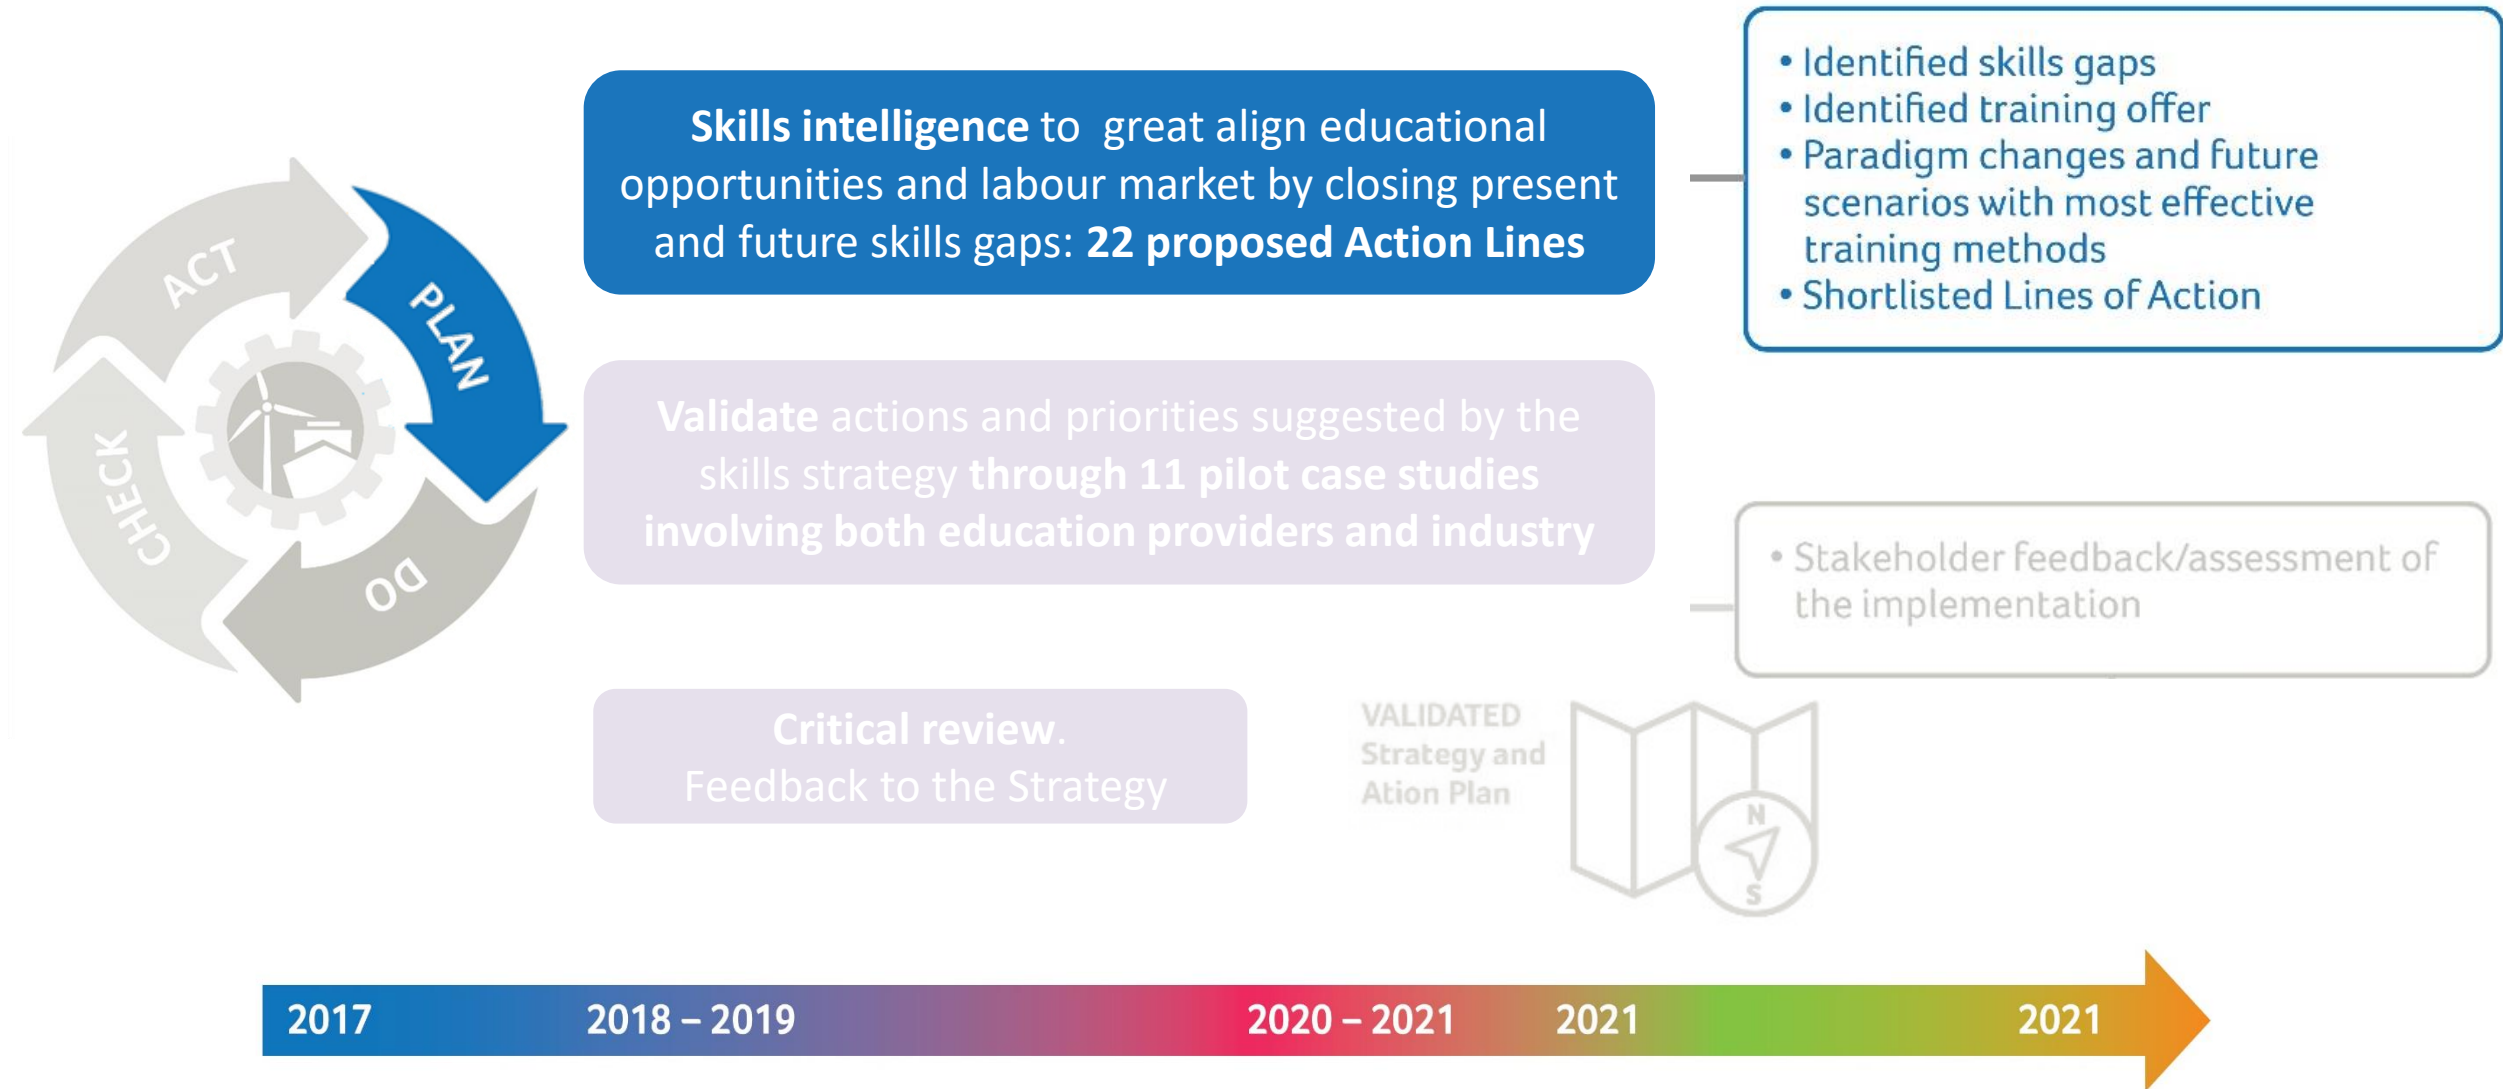 ACT
PLAN
CHECK
DO
Skills intelligence to great align educational
opportunities and labour market by closing present
and future skills gaps: 22 proposed Action Lines
• Identified skills gaps
• Identified training offer
• Paradigm changes and future
scenarios with most effective
training methods
• Shortlisted Lines of Action
Validate actions and priorities suggested by the
skills strategy through 11 pilot case studies
involving both education providers and industry
• Stakeholder feedback/assessment of
the implementation
Critical review.
Feedback to the Strategy
VALIDATED
Strategy and
Ation Plan
N
S
2017 2018 – 2019 2020 – 2021 2021 2021